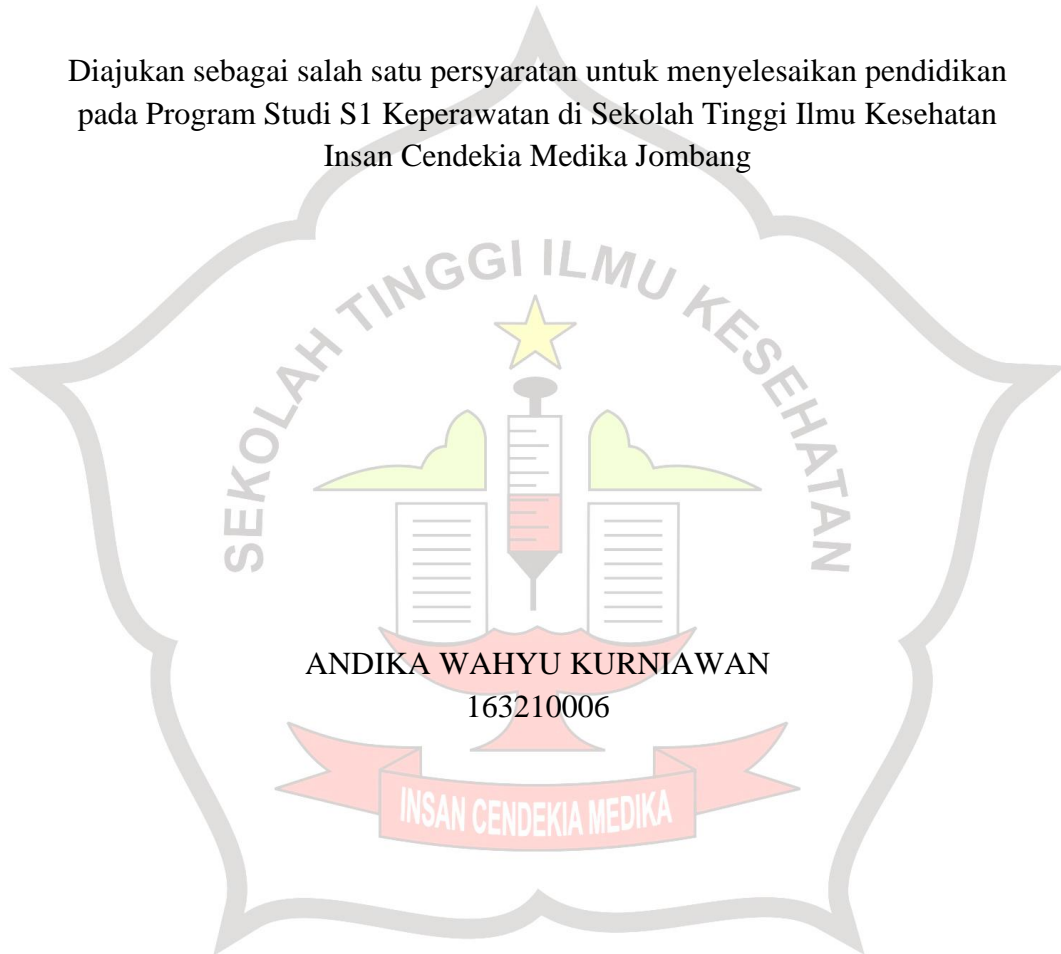 Diajukan sebagai salah satu persyaratan untuk menyelesaikan pendidikan
pada Program Studi S1 Keperawatan di Sekolah Tinggi Ilmu Kesehatan
Insan Cendekia Medika Jombang
SEKOLAH TINGGI ILMU KESEHATAN
ANDIKA WAHYU KURNIAWAN
163210006
INSAN CENDEKIA MEDIKA